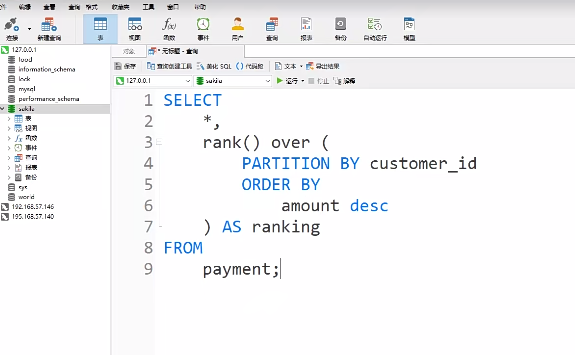 件 编辑 查看 格式 收藏夹 工具 窗口 帮助
连接 新建查询 表 视图 函数 事件 用户 查询 报表 备份 自动运行 模型
127.0.0.1
food
information_schema
lock
mysql
performance_schema
sakila
表
视图
函数
事件
查询
报表
备份
sys
world
192.168.57.146
195.168.57.140
对象 * 无标题 - 查询
保存 查询创建工具 美化 SQL () 代码段 文本 导出结果
127.0.0.1 sakila 运行 停止 解释
1 SELECT
2 *,
3 rank() over (
4 PARTITION BY customer_id
5 ORDER BY
6 amount desc
7 ) AS ranking
8 FROM
9 payment;